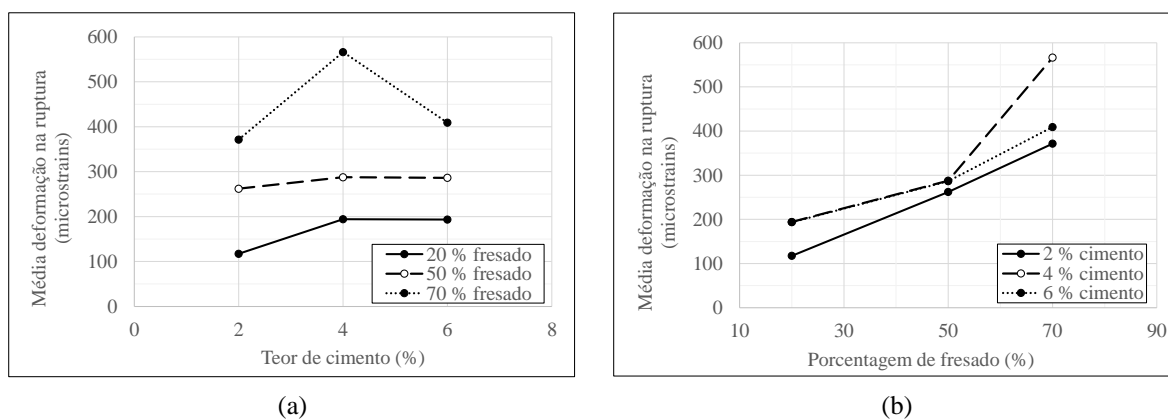 600
500
400
300
200
100
0
Média deformação na ruptura
(microstrains)
0 2 4 6 8
Teor de cimento (%)
20 % fresado
50 % fresado
70 % fresado
(a)
600
500
400
300
200
100
0
Média deformação na ruptura
(microstrains)
10 30 50 70 90
Porcentagem de fresado (%)
2 % cimento
4 % cimento
6 % cimento
(b)